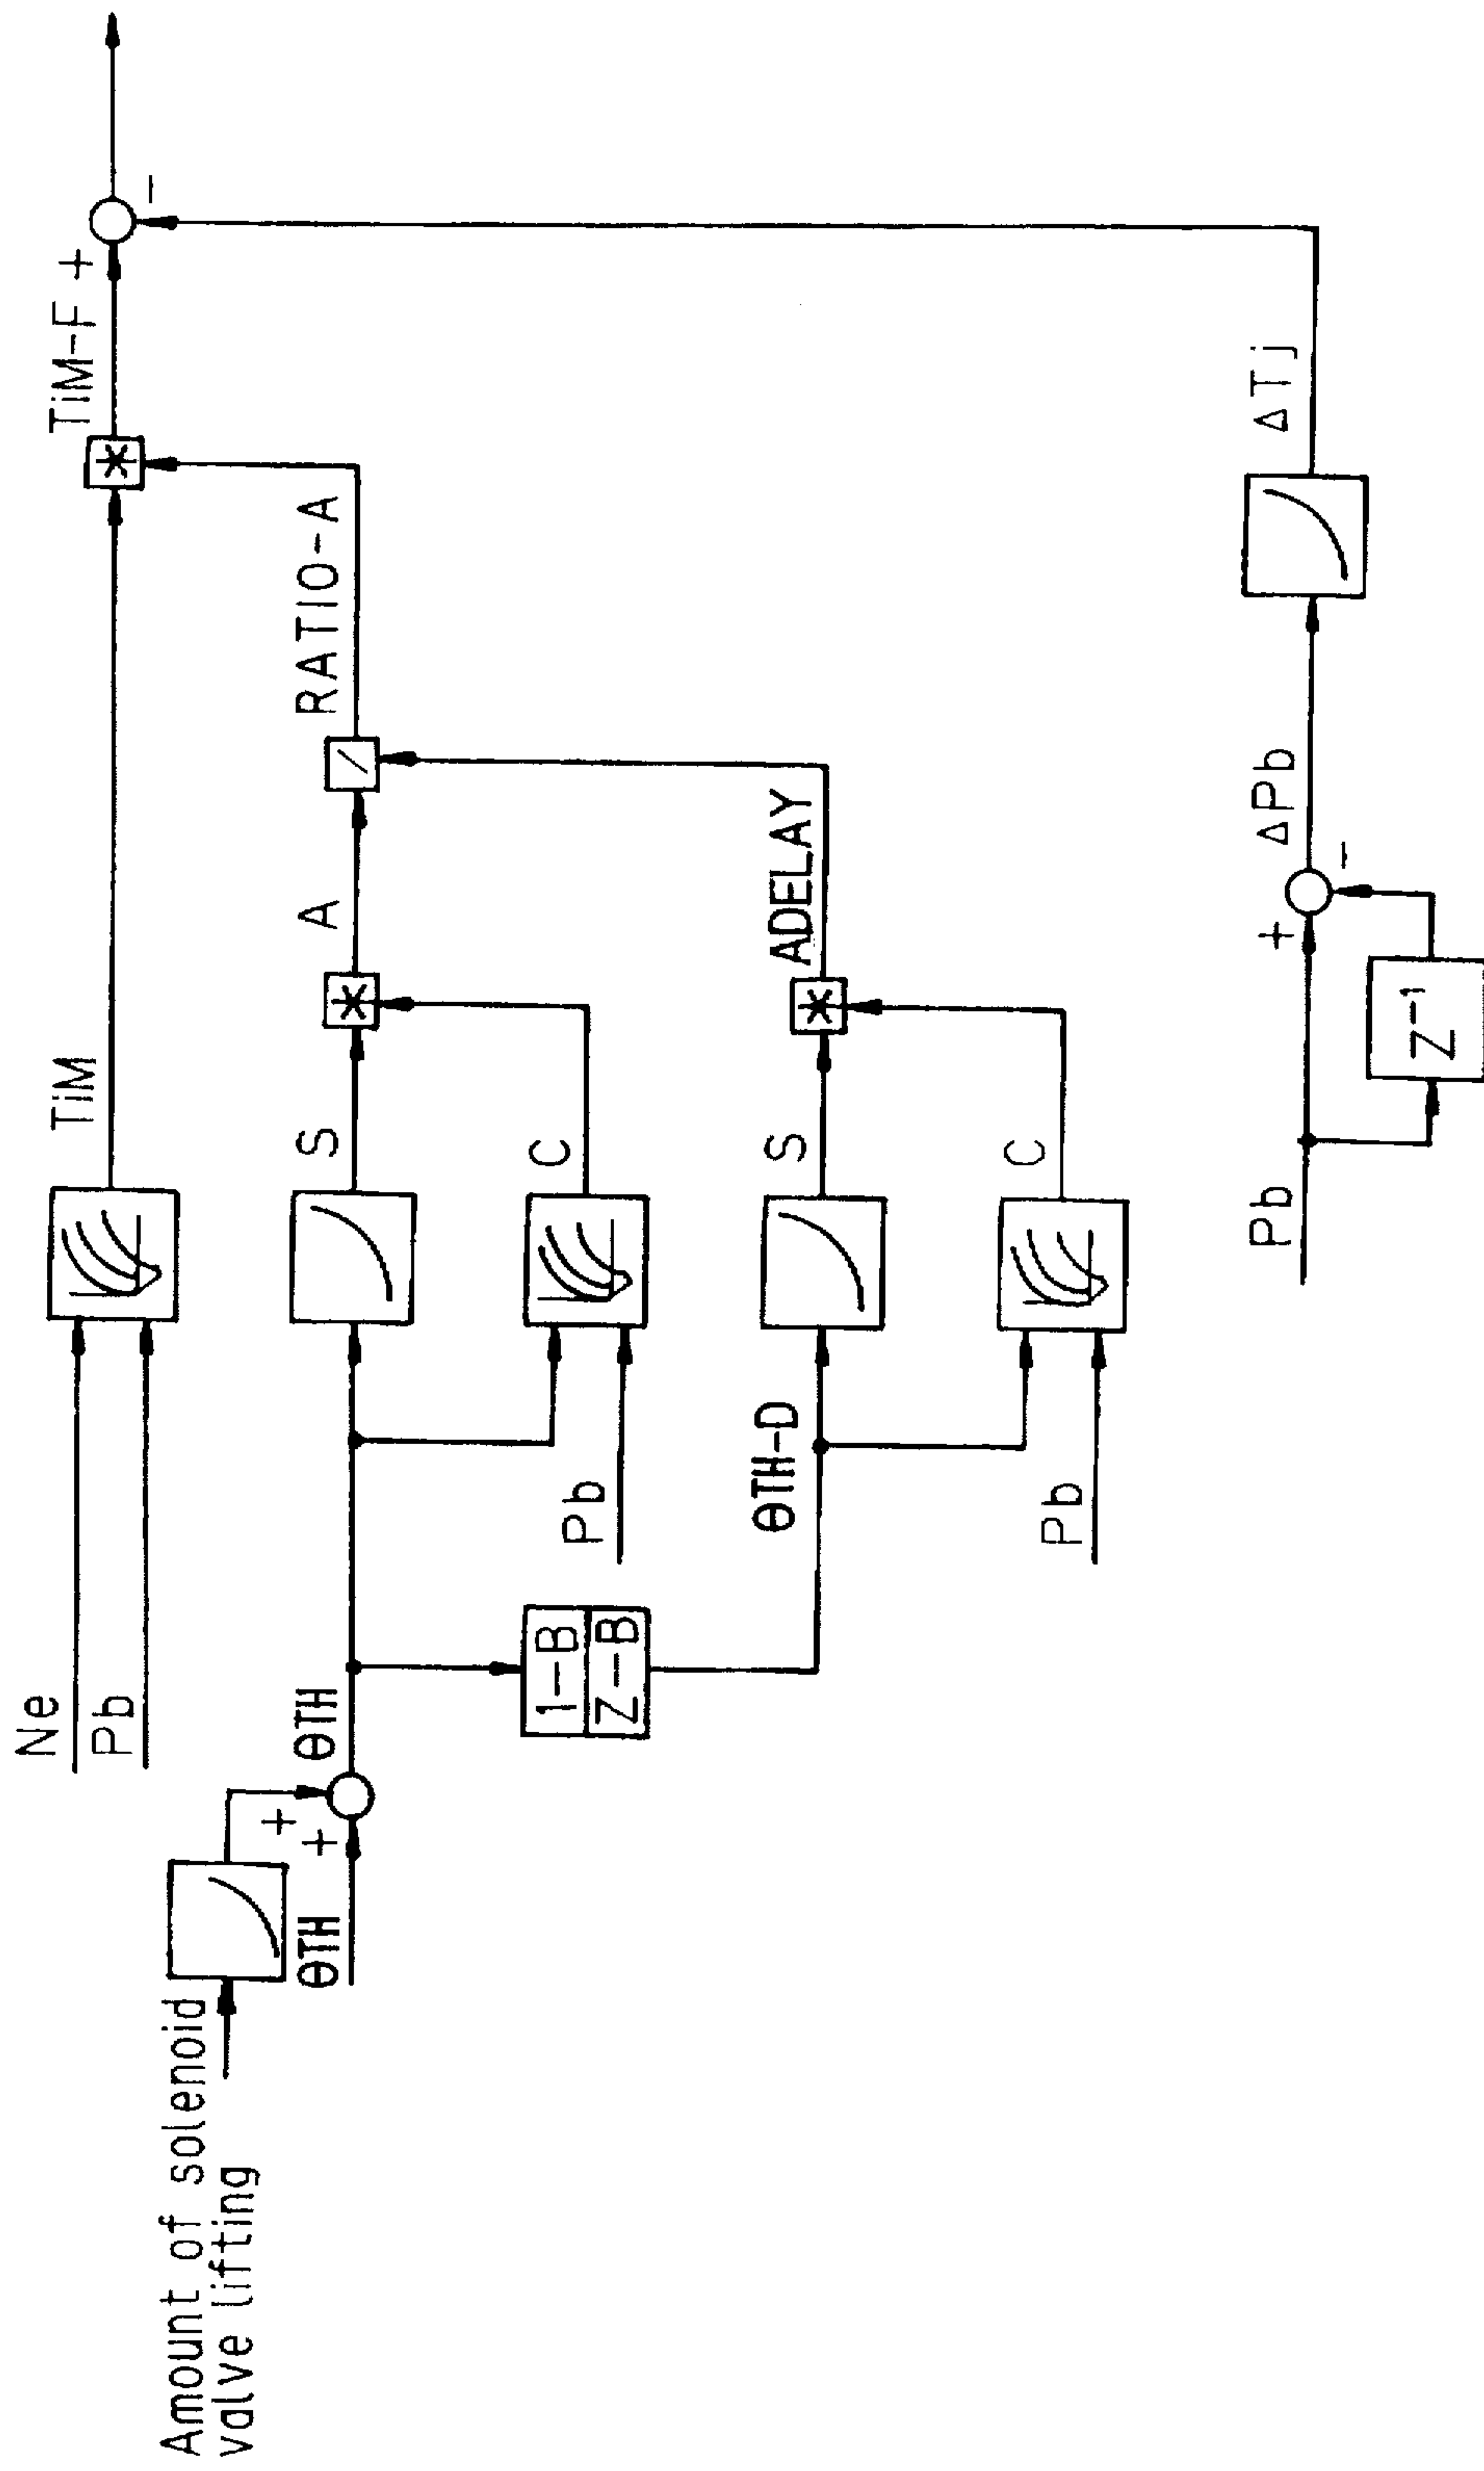 Amount of solenoid
valve lifting
θTH
+
+
θTH
Ne
Pb
TiM
TiM-F
+
-
S
A
RATIO-A
Pb
C
*
*
/
1-B
Z-B
θTH-D
S
ADELAY
*
Pb
C
Pb
+
-
Z-1
ΔPb
ΔTj